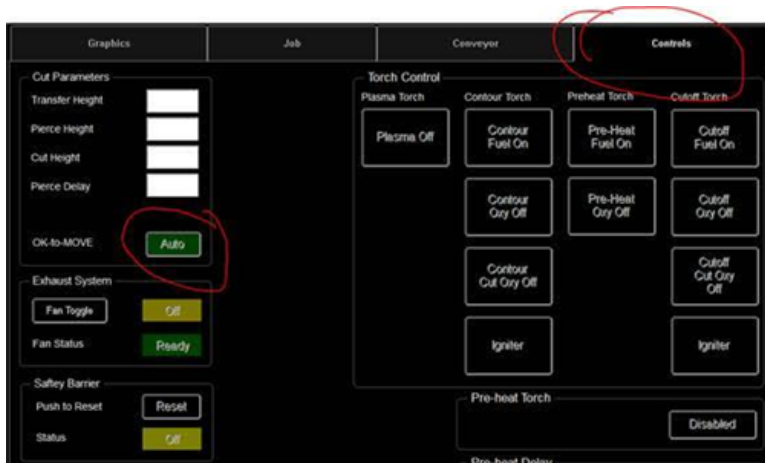 Graphics
Job
Conveyor
Controls
Cut Parameters
Transfer Height
Pierce Height
Cut Height
Pierce Delay
OK-to-MOVE
Auto
Exhaust System
Fan Toggle
Off
Fan Status
Ready
Saftey Barrier
Push to Reset
Reset
Status
Off
Torch Control
Plasma Torch
Contour Torch
Preheat Torch
Cutoff Torch
Plasma Off
Contour
Fuel On
Pre-Heat
Fuel On
Cutoff
Fuel On
Contour
Oxy Off
Pre-Heat
Oxy Off
Cutoff
Oxy Off
Contour
Cut Oxy Off
Cutoff
Cut Oxy
Off
Igniter
Igniter
Pre-heat Torch
Disabled
Pre-heat Delay